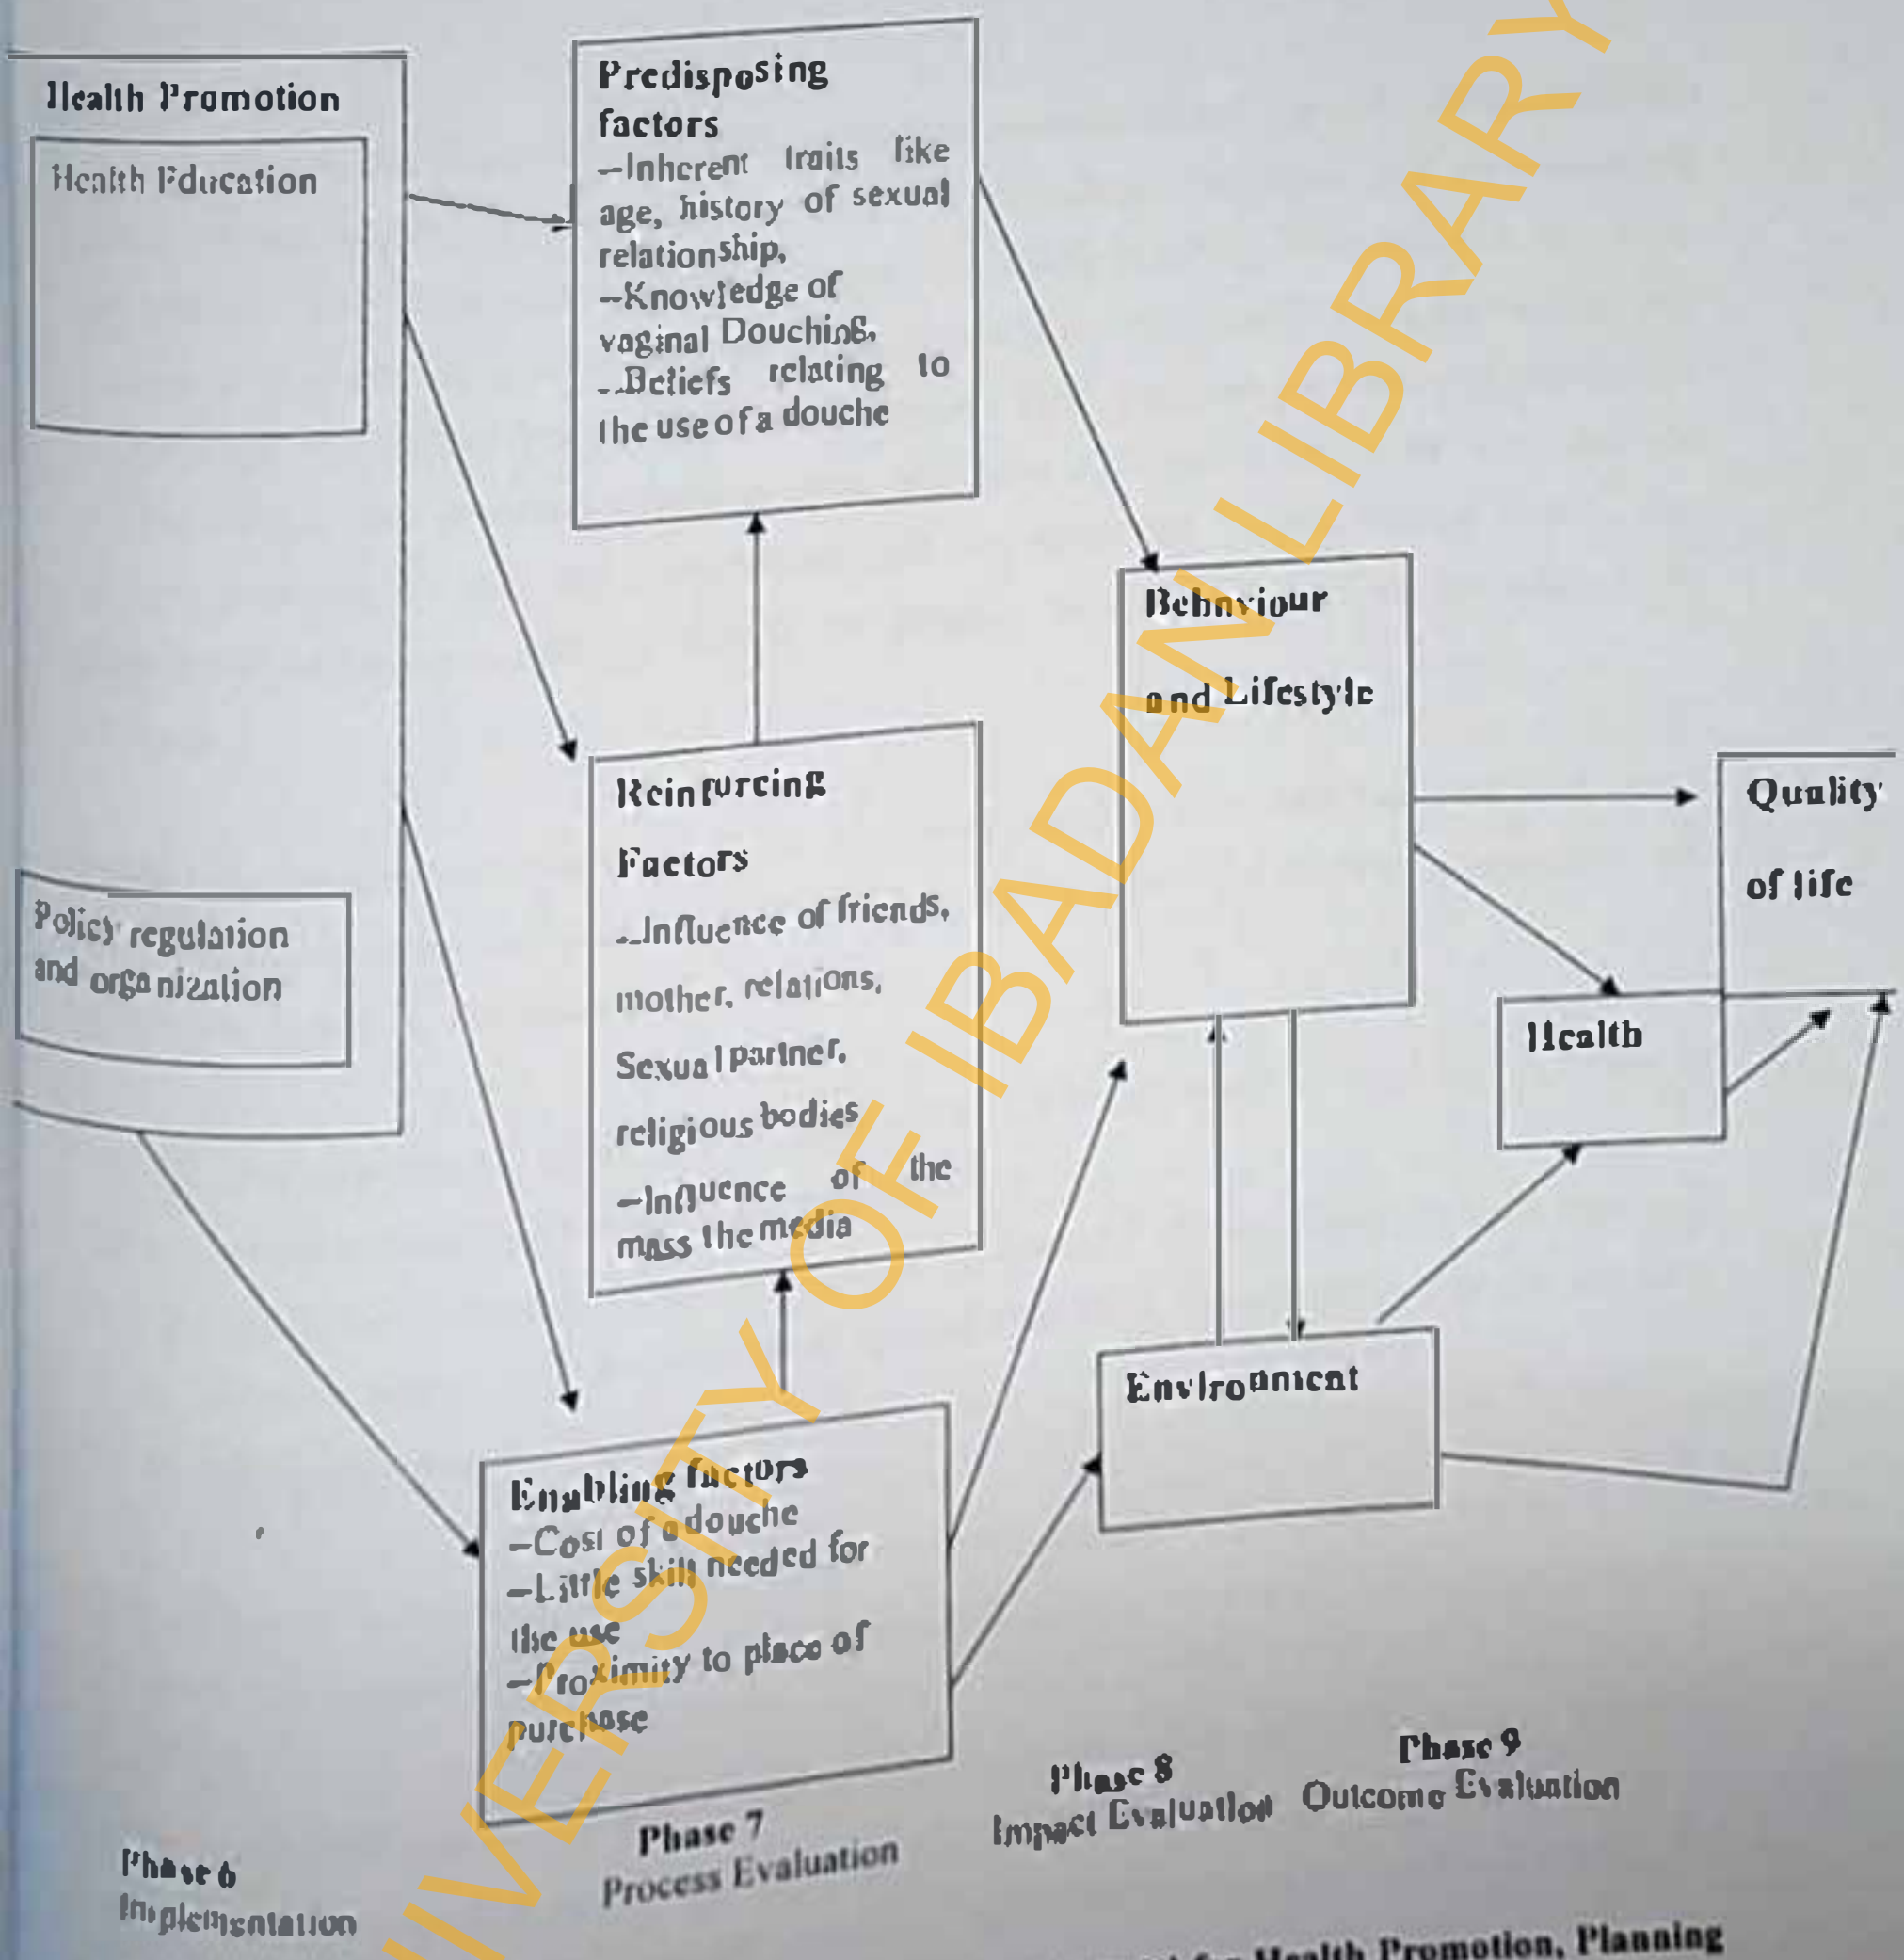 Health Promotion
Health Education
Policy regulation
and organization
Predisposing
factors
–Inherent traits like
age, history of sexual
relationship,
–Knowledge of
vaginal Douching,
–Beliefs relating to
the use of a douche
Reinforcing
Factors
–Influence of friends,
mother, relations,
Sexual partner,
religious bodies
–Influence of the
mass the media
Enabling factors
–Cost of a douche
–Little skill needed for
the use
–Proximity to place of
purchase
Behaviour
and Lifestyle
Environment
Health
Quality
of life
Phase 6
Implementation
Phase 7
Process Evaluation
Phase 8
Impact Evaluation
Phase 9
Outcome Evaluation
for Health Promotion, Planning
UNIVERSITY OF IBADAN LIBRARY